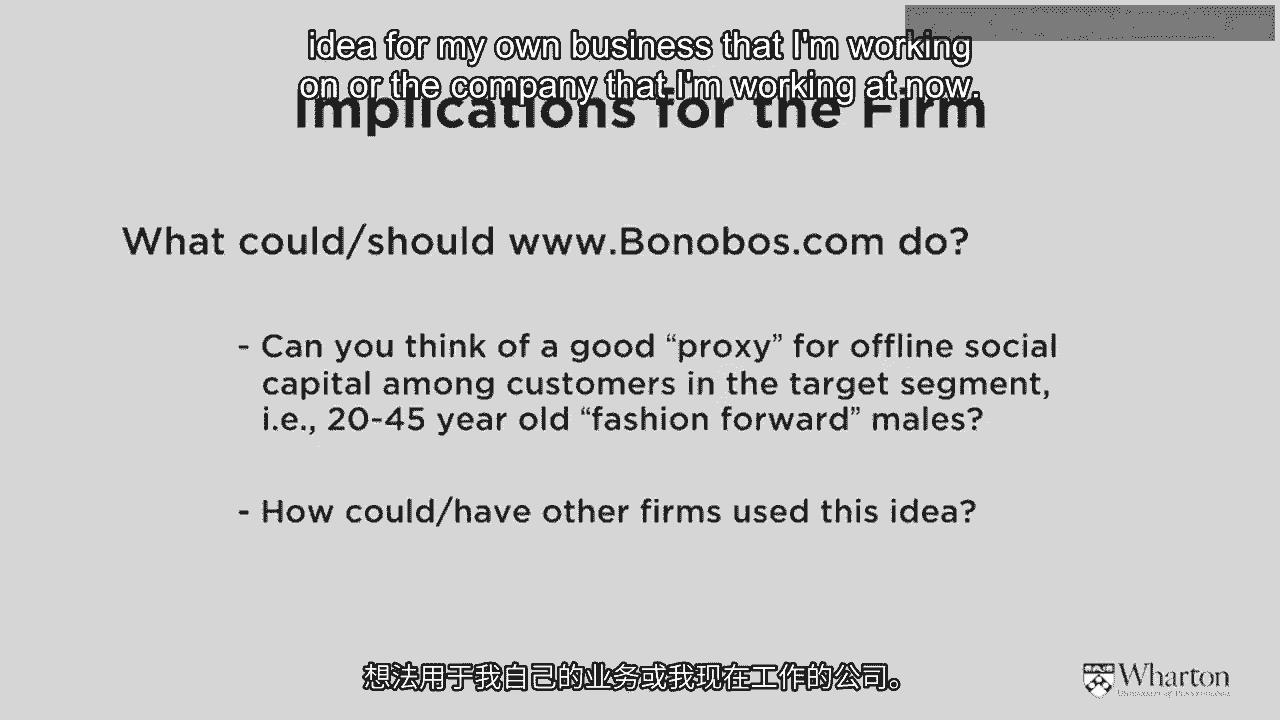 idea for my own business that I'm working
on or the company that I'm working at now.
Implications for the Firm
What could/should www.Bonobos.com do?
- Can you think of a good “proxy” for offline social
capital among customers in the target segment,
i.e., 20-45 year old “fashion forward” males?
- How could/have other firms used this idea?
想法用于我自己的业务或我现在工作的公司。
Wharton
University of Pennsylvania